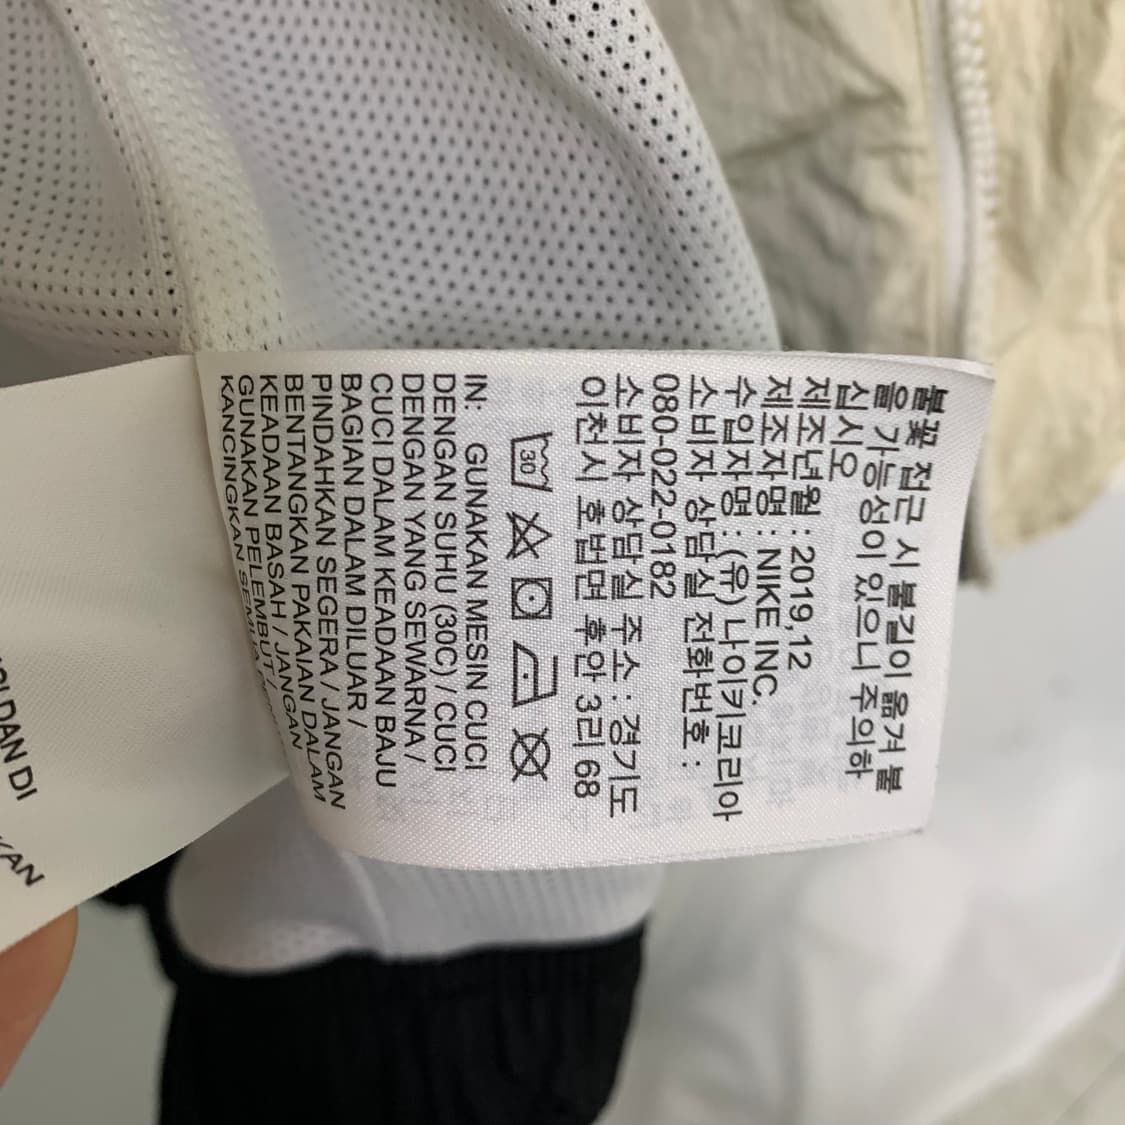 불꽃 접근 시 불길이 옮겨 붙
을 가능성이 있으니 주의하
십시오
제조년월 : 2019,12
제조자명 : NIKE INC.
수입자명 : (유) 나이키코리아
소비자 상담실 전화번호 :
080-022-0182
소비자 상담실 주소 : 경기도
이천시 호법면 후안 3리 68
30
IN: GUNAKAN MESIN CUCI
DENGAN SUHU (30C) / CUCI
DENGAN YANG SEWARNA /
CUCI DALAM KEADAAN BAJU
BAGIAN DALAM DILUAR /
PINDAHKAN SEGERA / JANGAN
BENTANGKAN PAKAIAN DALAM
KEADAAN BASAH / JANGAN
GUNAKAN PELEMBUT /
KANCINGKAN
DAN DI